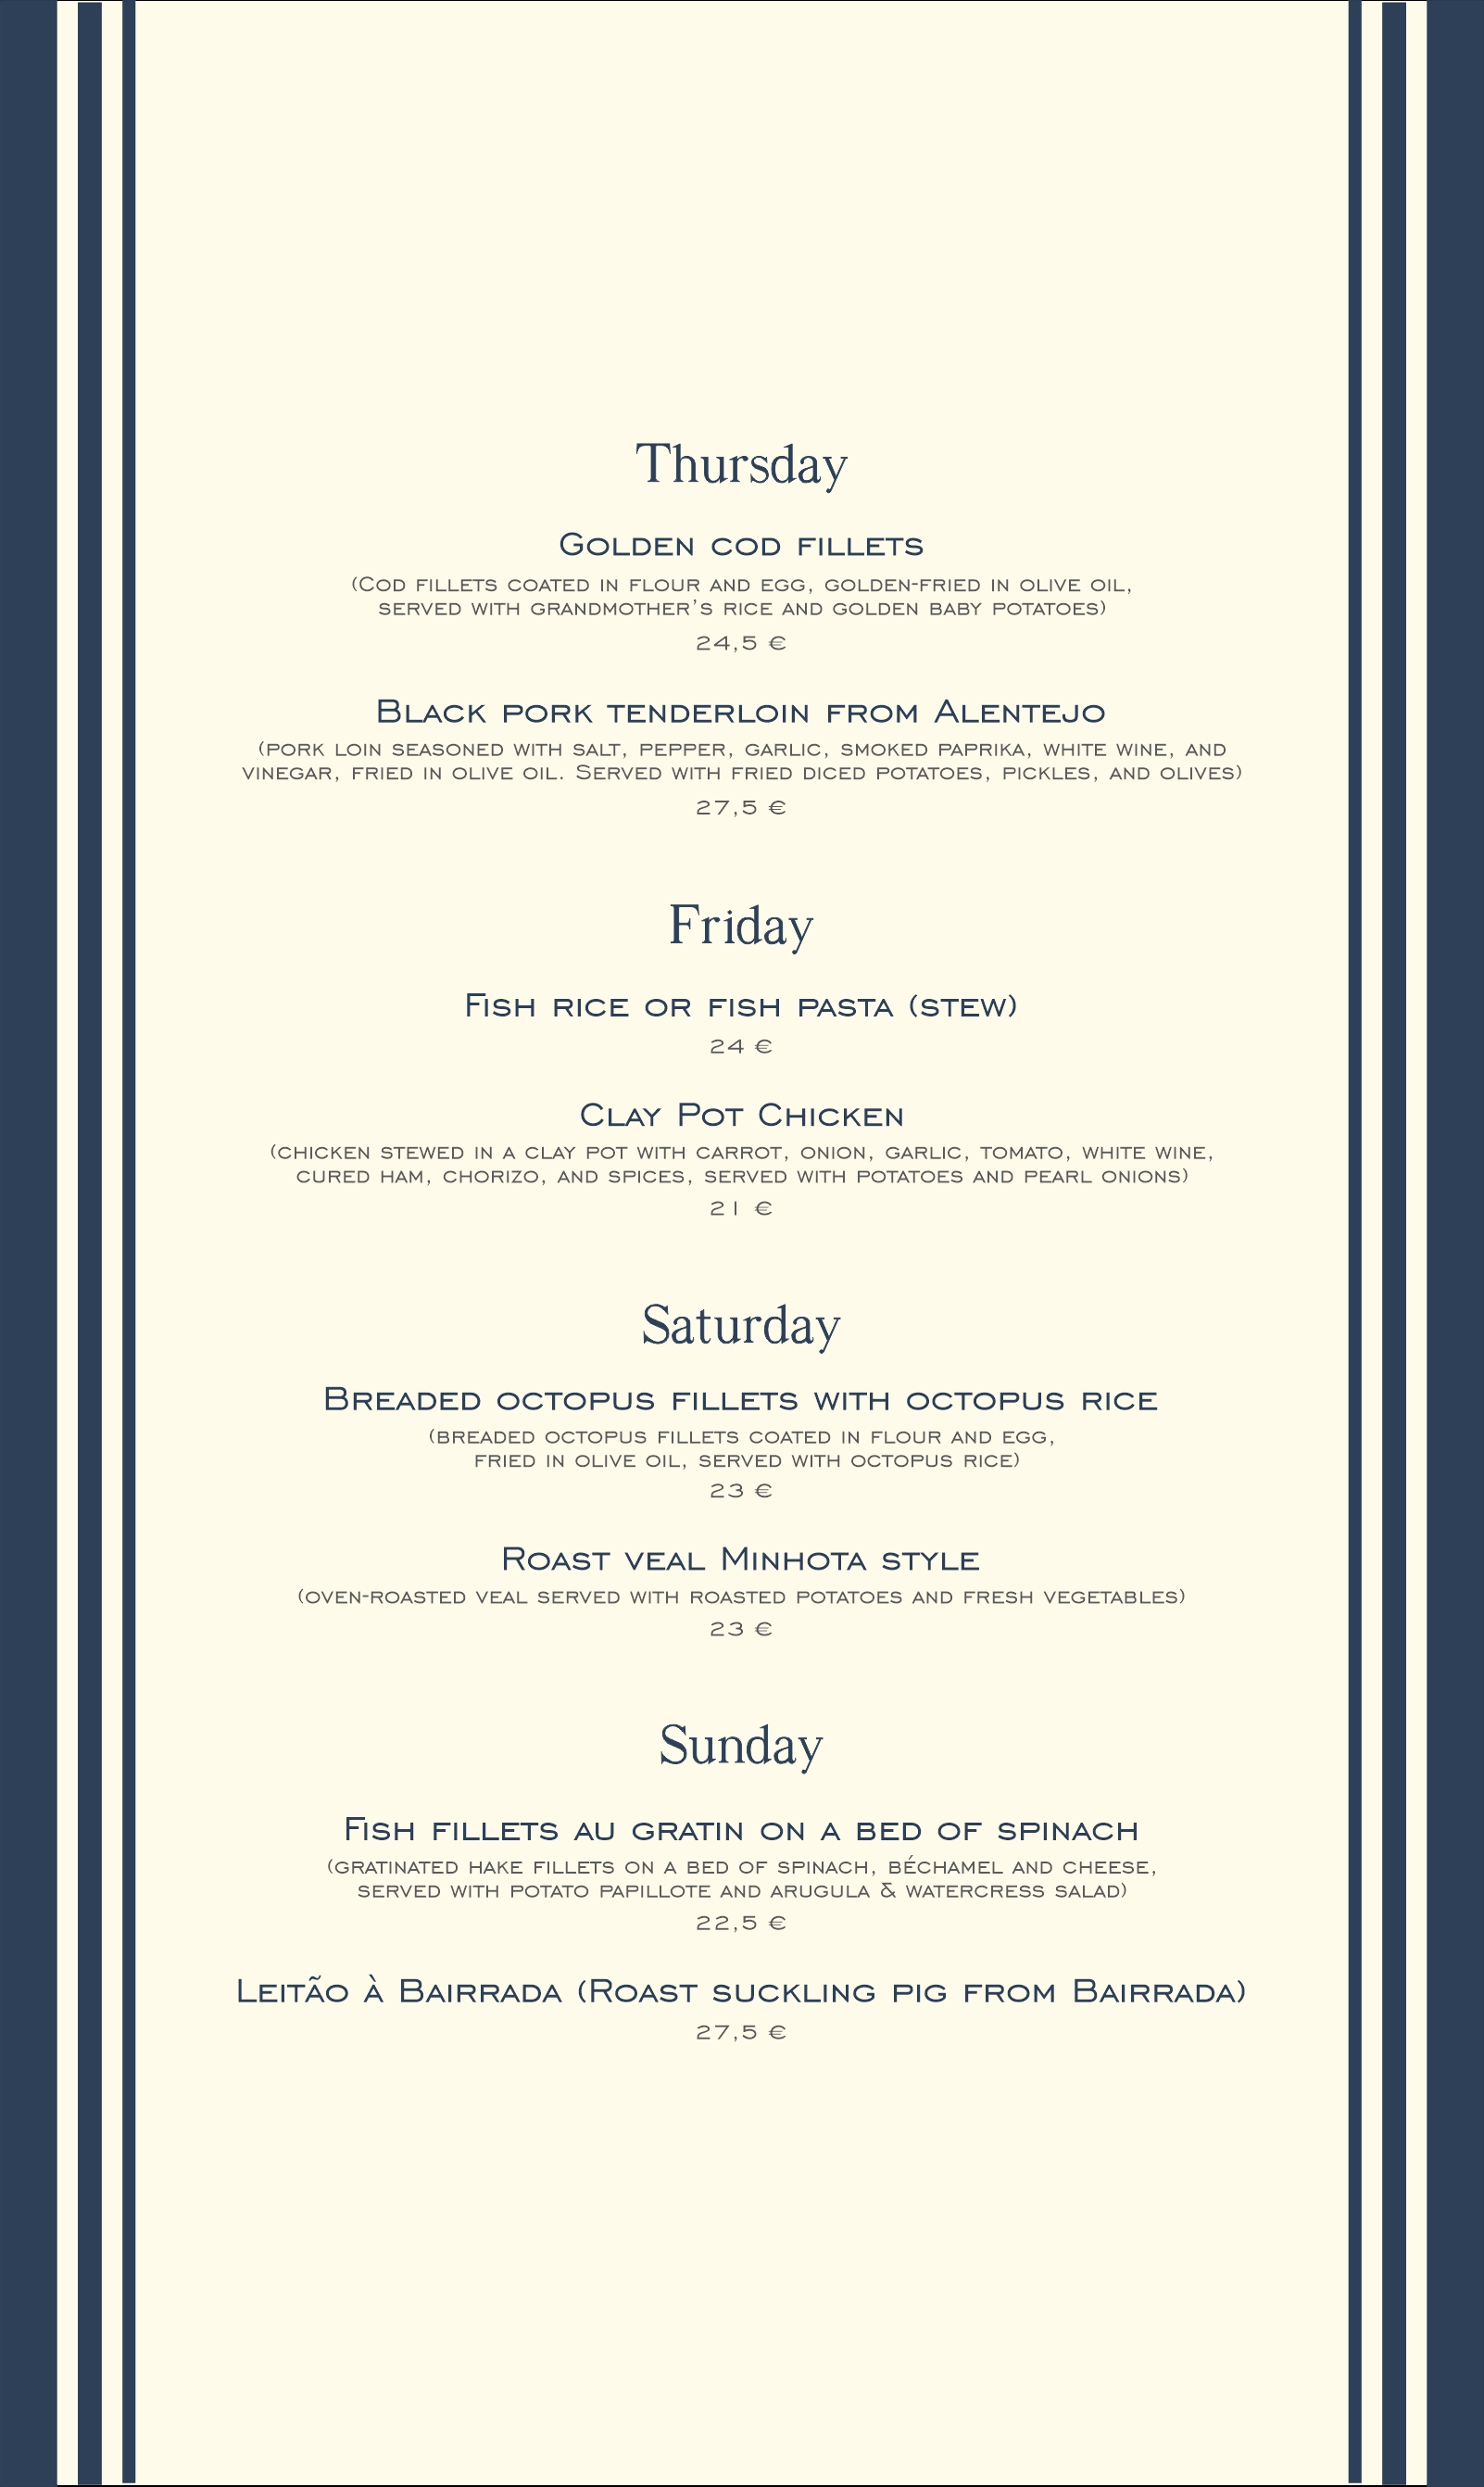 Thursday
Golden cod fillets
(Cod fillets coated in flour and egg, golden-fried in olive oil,
served with grandmother's rice and golden baby potatoes)
24,5 €
Black pork tenderloin from Alentejo
(pork loin seasoned with salt, pepper, garlic, smoked paprika, white wine, and
vinegar, fried in olive oil. Served with fried diced potatoes, pickles, and olives)
27,5 €
Friday
Fish rice or fish pasta (stew)
24 €
Clay Pot Chicken
(chicken stewed in a clay pot with carrot, onion, garlic, tomato, white wine,
cured ham, chorizo, and spices, served with potatoes and pearl onions)
21 €
Saturday
Breaded octopus fillets with octopus rice
(breaded octopus fillets coated in flour and egg,
fried in olive oil, served with octopus rice)
23 €
Roast veal Minhota style
(oven-roasted veal served with roasted potatoes and fresh vegetables)
23 €
Sunday
Fish fillets au gratin on a bed of spinach
(gratinated hake fillets on a bed of spinach, béchamel and cheese,
served with potato papillote and arugula & watercress salad)
22,5 €
Leitão à Bairrada (Roast suckling pig from Bairrada)
27,5 €